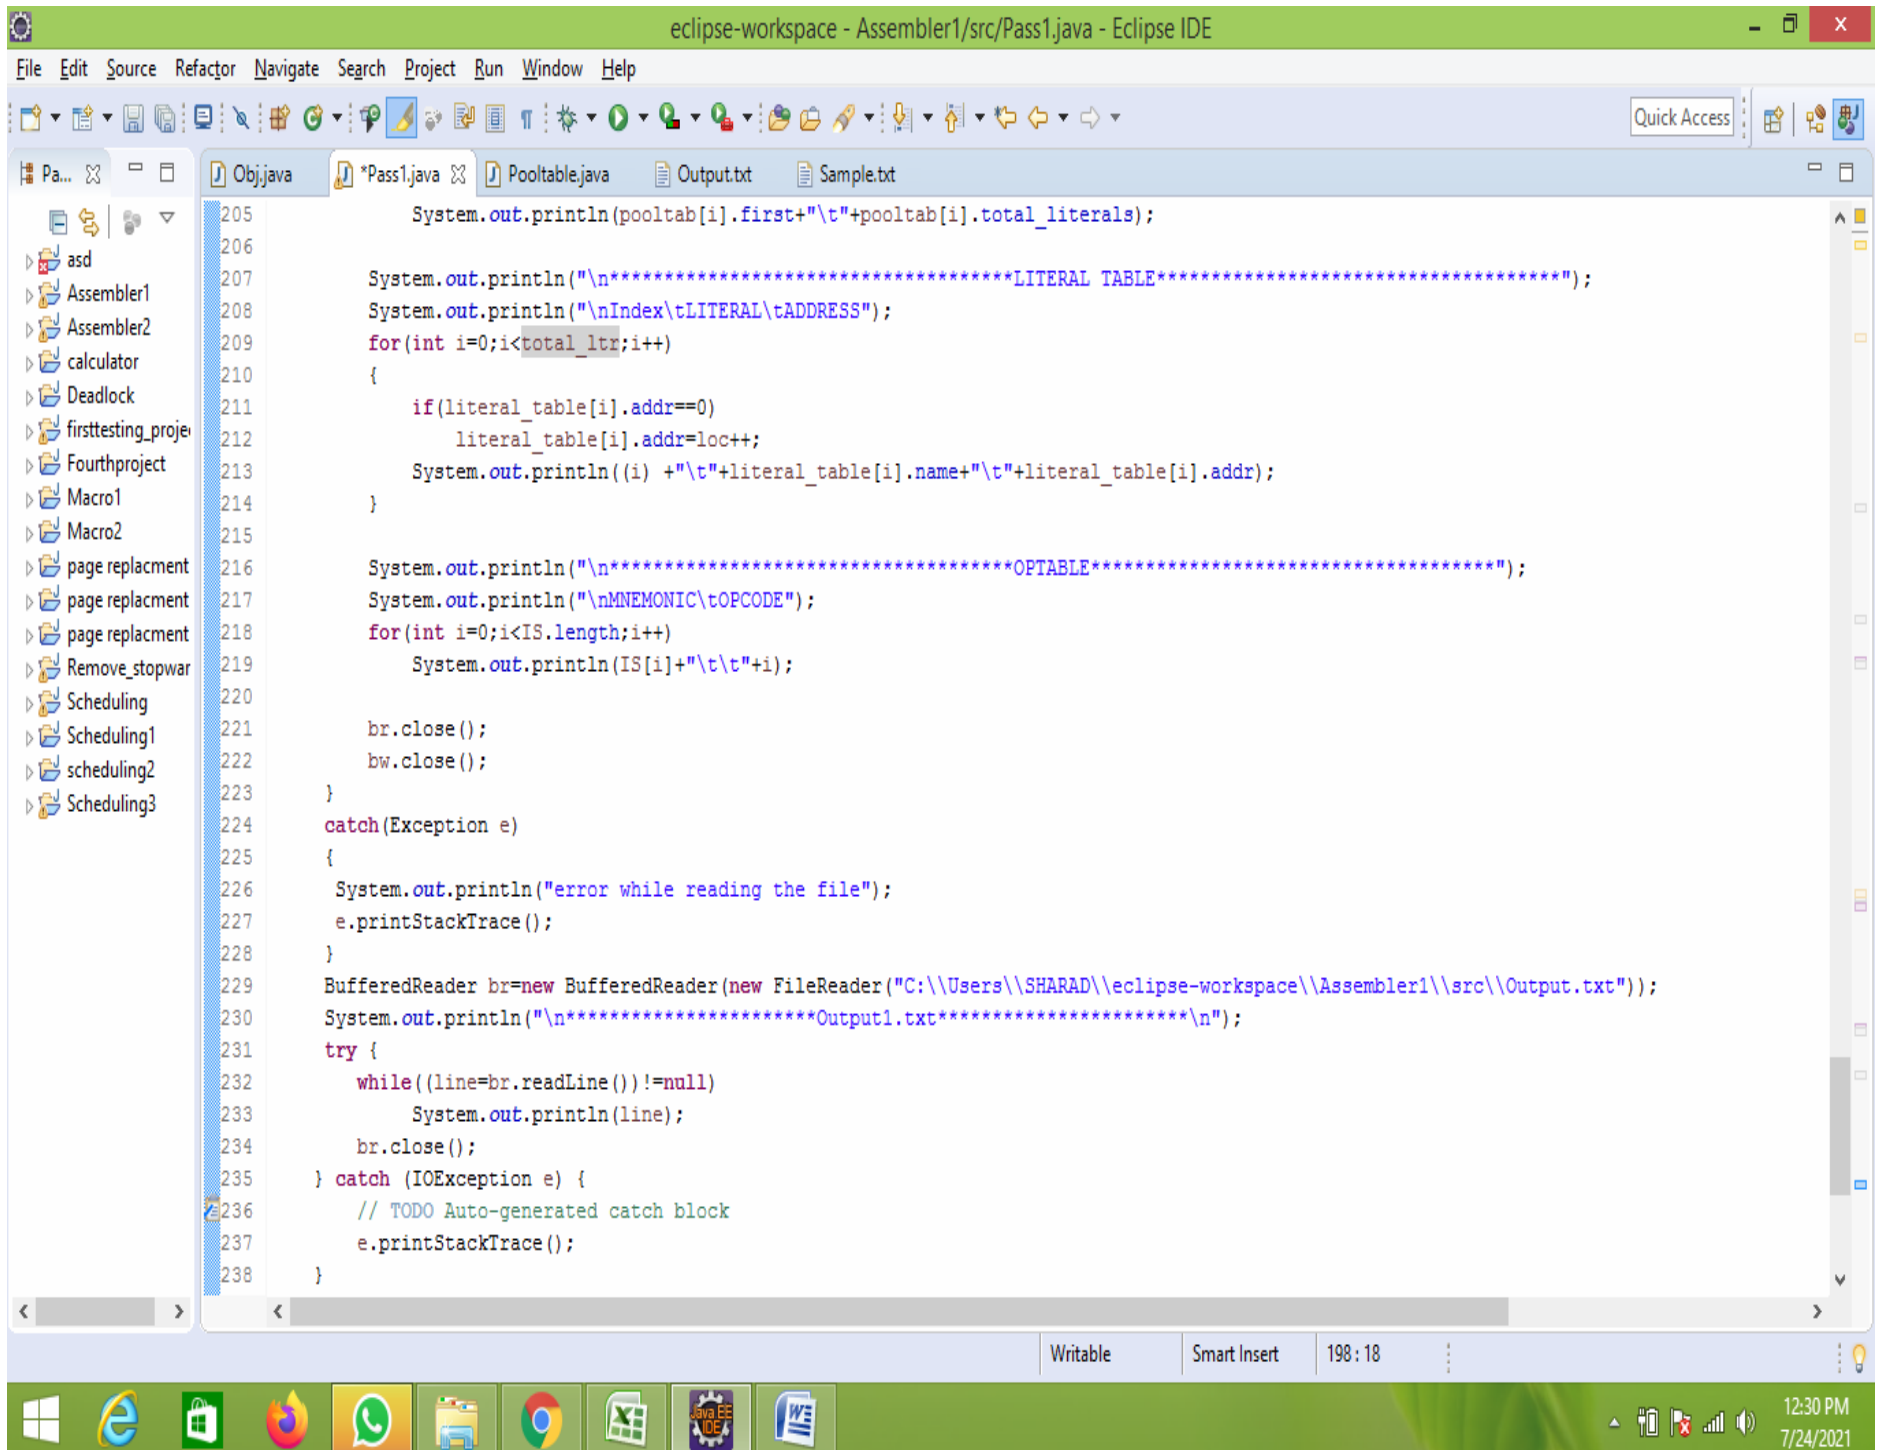 eclipse-workspace - Assembler1/src/Pass1.java - Eclipse IDE
File Edit Source Refactor Navigate Search Project Run Window Help
Quick Access
Pa...
Obj.java *Pass1.java Pooltable.java Output.txt Sample.txt
asd
Assembler1
Assembler2
calculator
Deadlock
firsttesting_proje
Fourthproject
Macro1
Macro2
page replacment
page replacment
page replacment
Remove_stopwar
Scheduling
Scheduling1
scheduling2
Scheduling3
205 System.out.println(pooltab[i].first+"\t"+pooltab[i].total_literals);
206
207 System.out.println("\n*************************************LITERAL TABLE*************************************");
208 System.out.println("\nIndex\tLITERAL\tADDRESS");
209 for(int i=0;i<total_ltr;i++)
210 {
211 if(literal_table[i].addr==0)
212 literal_table[i].addr=loc++;
213 System.out.println((i) +"\t"+literal_table[i].name+"\t"+literal_table[i].addr);
214 }
215
216 System.out.println("\n*************************************OPTABLE*************************************");
217 System.out.println("\nMNEMONIC\tOPCODE");
218 for(int i=0;i<IS.length;i++)
219 System.out.println(IS[i]+"\t\t"+i);
220
221 br.close();
222 bw.close();
223 }
224 catch(Exception e)
225 {
226 System.out.println("error while reading the file");
227 e.printStackTrace();
228 }
229 BufferedReader br=new BufferedReader(new FileReader("C:\\Users\\SHARAD\\eclipse-workspace\\Assembler1\\src\\Output.txt"));
230 System.out.println("\n***********************Output1.txt***********************\n");
231 try {
232 while((line=br.readLine())!=null)
233 System.out.println(line);
234 br.close();
235 } catch (IOException e) {
236 // TODO Auto-generated catch block
237 e.printStackTrace();
238 }
Writable Smart Insert 198 : 18
Java EE
IDE
12:30 PM
7/24/2021